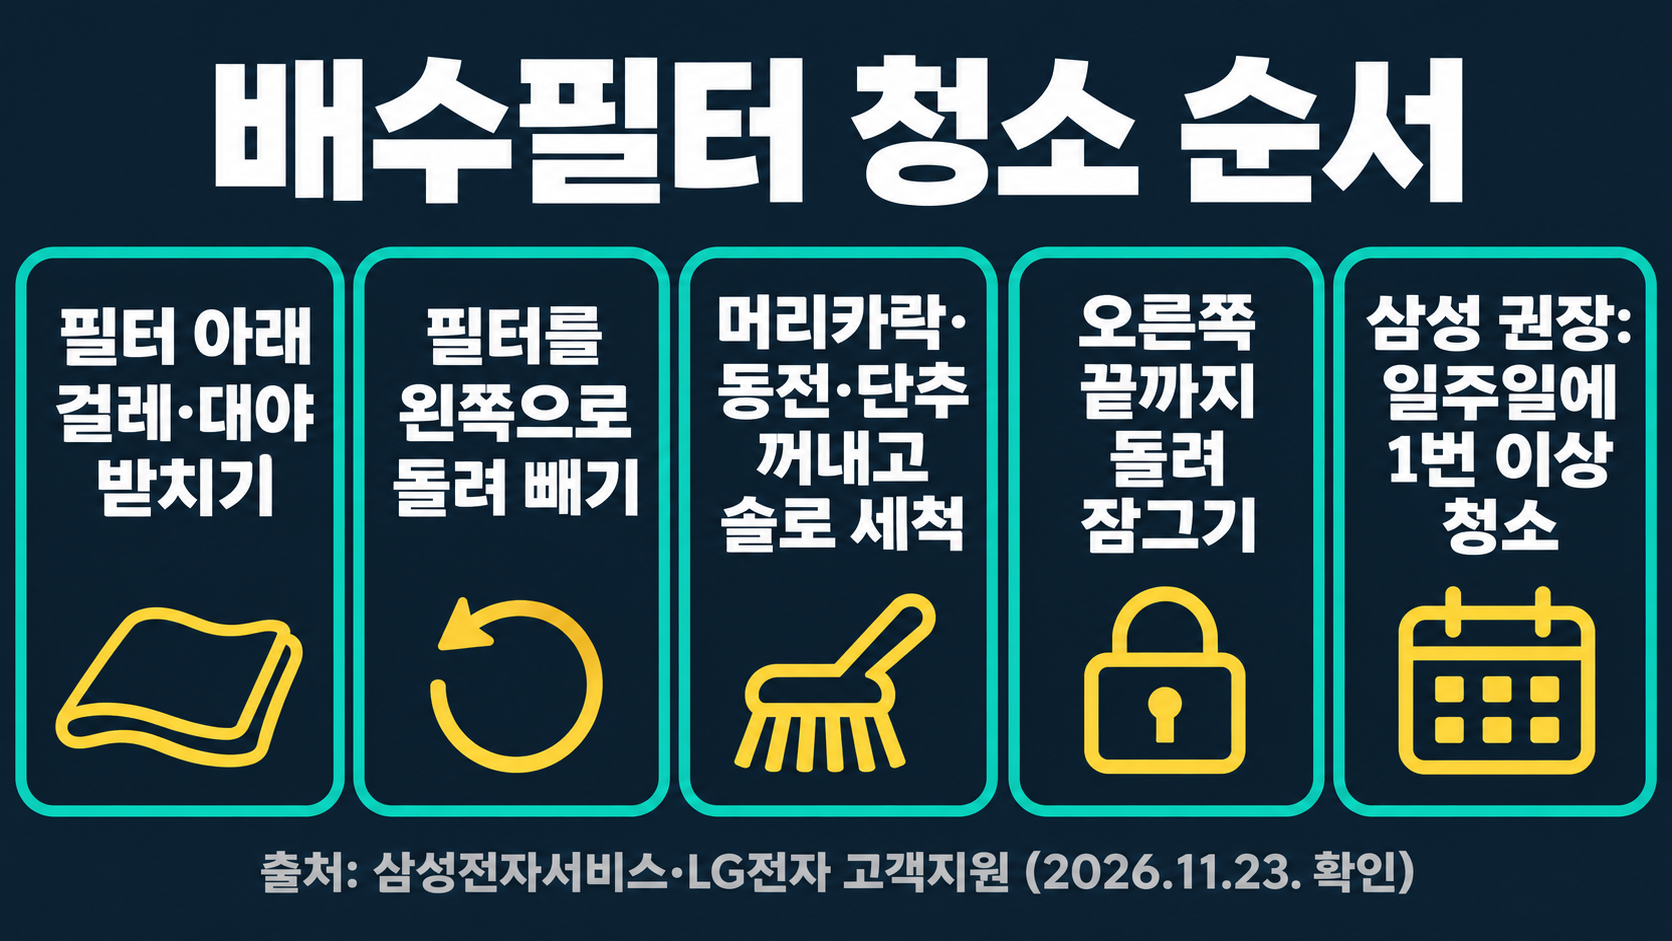 배수필터 청소 순서
필터 아래
걸레·대야
받치기
필터를
왼쪽으로
돌려 빼기
머리카락·
동전·단추
꺼내고
솔로 세척
오른쪽
끝까지
돌려
잠그기
삼성 권장:
일주일에
1번 이상
청소
출처: 삼성전자서비스·LG전자 고객지원 (2026.11.23. 확인)